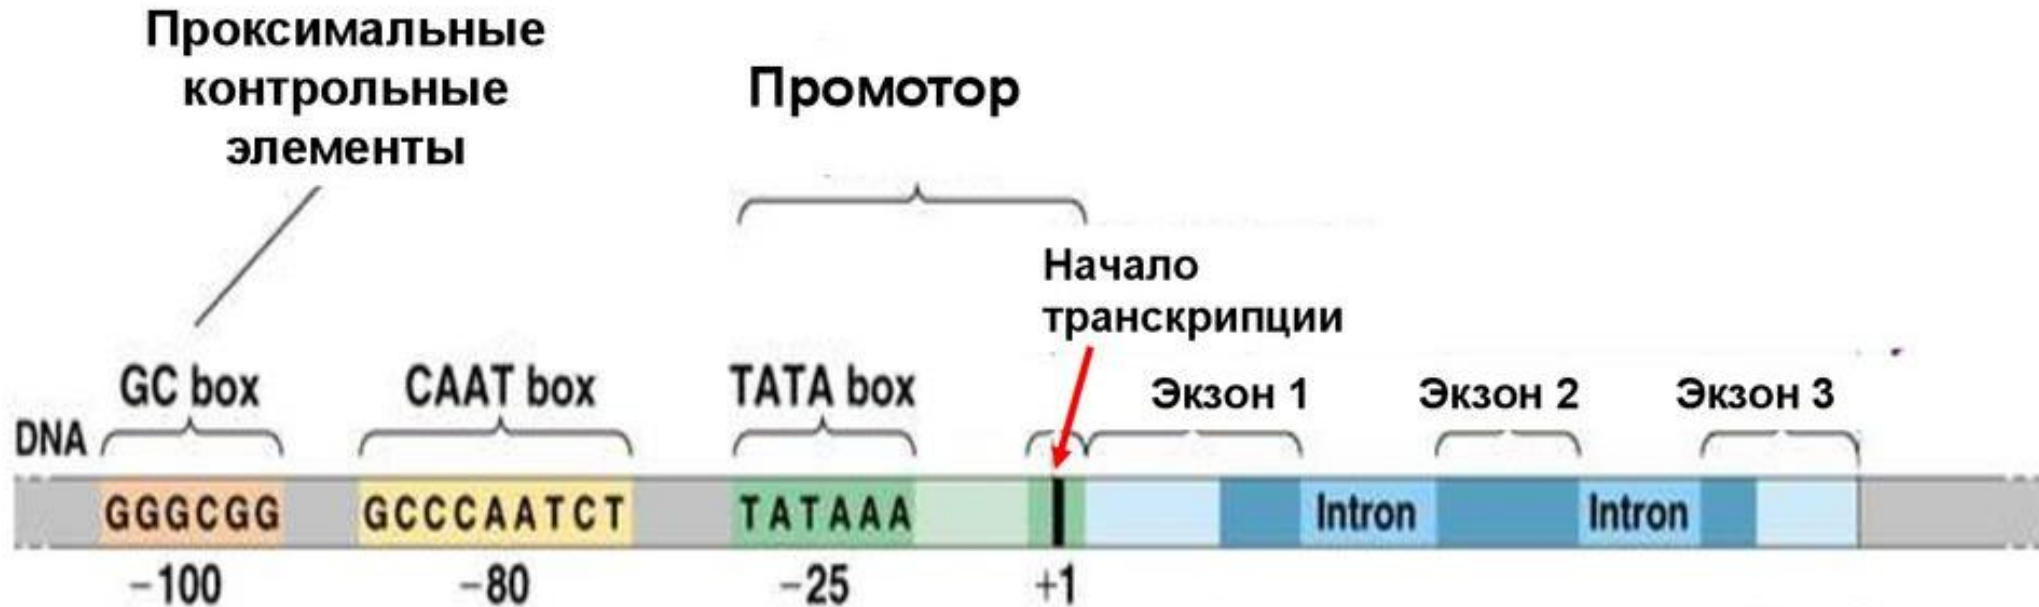 Проксимальные
контрольные
элементы
Промотор
Начало
транскрипции
GC box
CAAT box
TATA box
Экзон 1
Экзон 2
Экзон 3
DNA
GGGCGG
GCCCAATCT
TATAAA
Intron
Intron
-100
-80
-25
+1